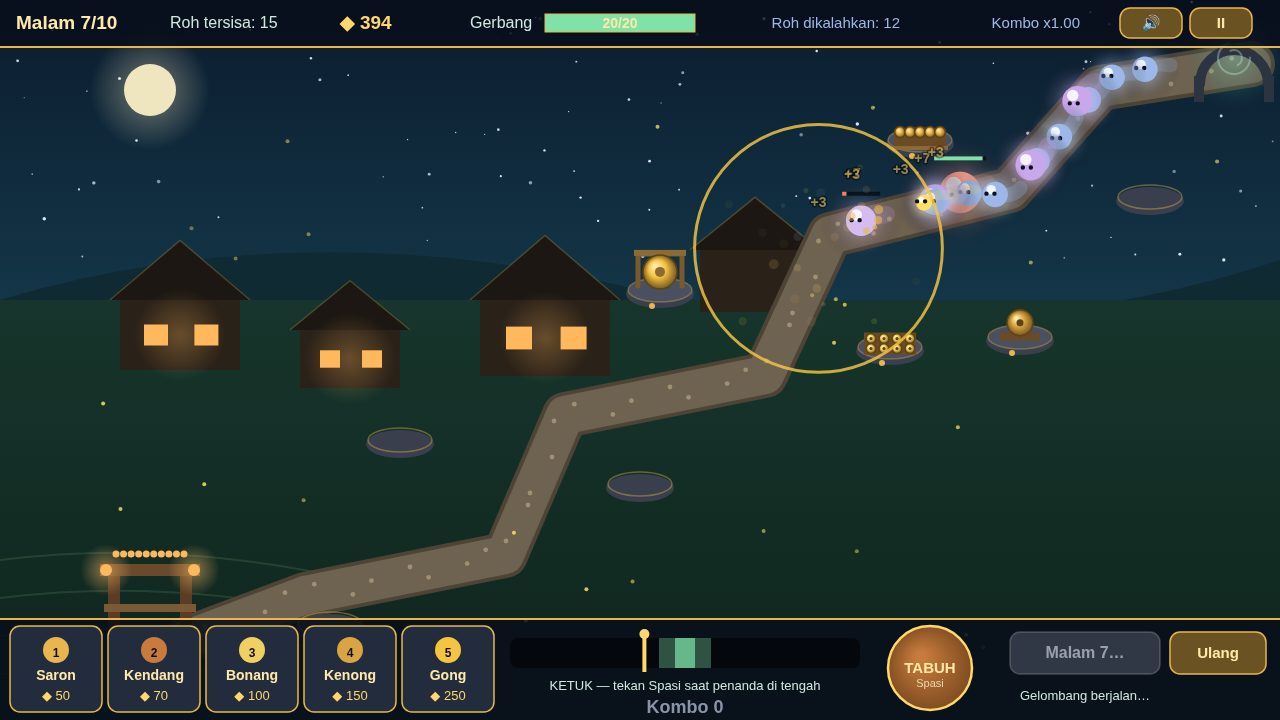 Malam 7/10
Roh tersisa: 15
◆ 394
Gerbang
20/20
Roh dikalahkan: 12
Kombo x1.00
+3
+7
+3
+3
+3
1
Saron
◆ 50
2
Kendang
◆ 70
3
Bonang
◆ 100
4
Kenong
◆ 150
5
Gong
◆ 250
KETUK — tekan Spasi saat penanda di tengah
Kombo 0
TABUH
Spasi
Malam 7…
Ulang
Gelombang berjalan…